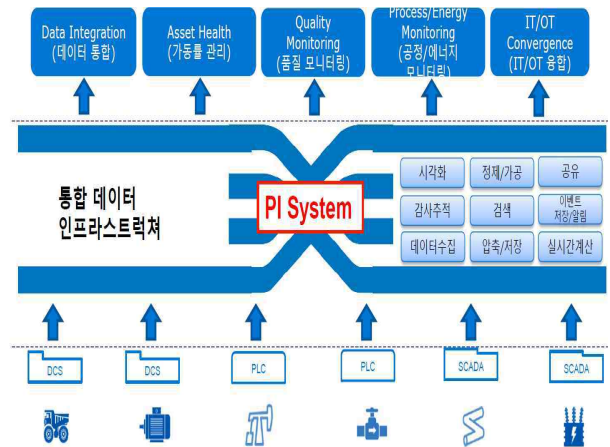 Data Integration
(데이터 통합)
Asset Health
(가동률 관리)
Quality
Monitoring
(품질 모니터링)
Process/Energy
Monitoring
(공정/에너지
모니터링)
IT/OT
Convergence
(IT/OT 융합)
통합 데이터
인프라스트럭쳐
PI System
시각화
정제/가공
공유
감사추적
검색
이벤트
저장/알림
데이터수집
압축/저장
실시간계산
DCS
DCS
PLC
PLC
SCADA
SCADA